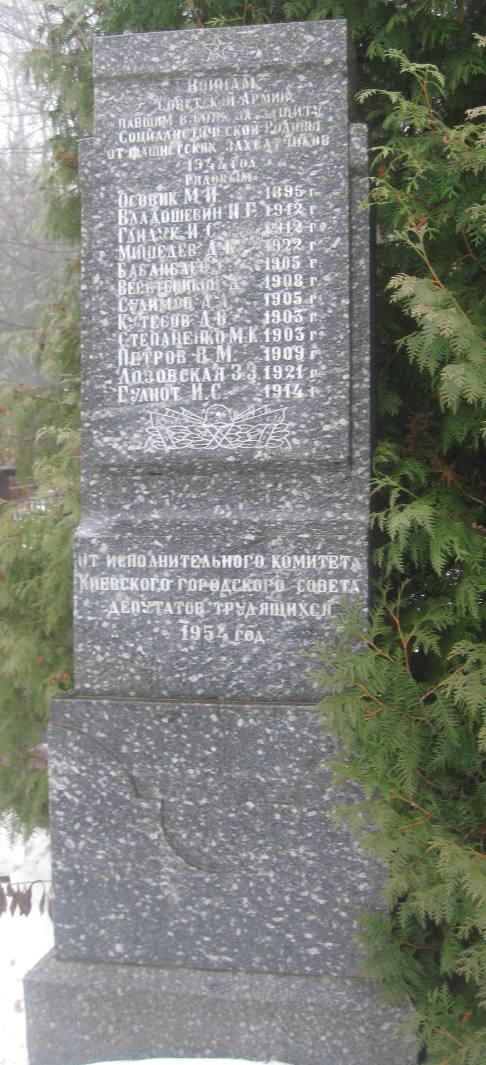 Воинам
Советской Армии
павшим в боях за защиту
Социалистической Родины
от фашистских захватчиков
1944 год
Рядовым
Осовик М.И. 1895 г.
Владошевин И.Г. 1912 г.
Гайдук И.С. 1912 г.
Мишедев 1922 г.
1905 г.
1908 г.
Судимов Д.А. 1905 г.
Кутесов Д.В. 1903 г.
Степаненко М.К. 1903 г.
Петров В.М. 1909 г.
Лозовская З.Э. 1921 г.
Гулиот И.С. 1914 г.
От исполнительного комитета
Киевского городского совета
депутатов трудящихся
1954 год